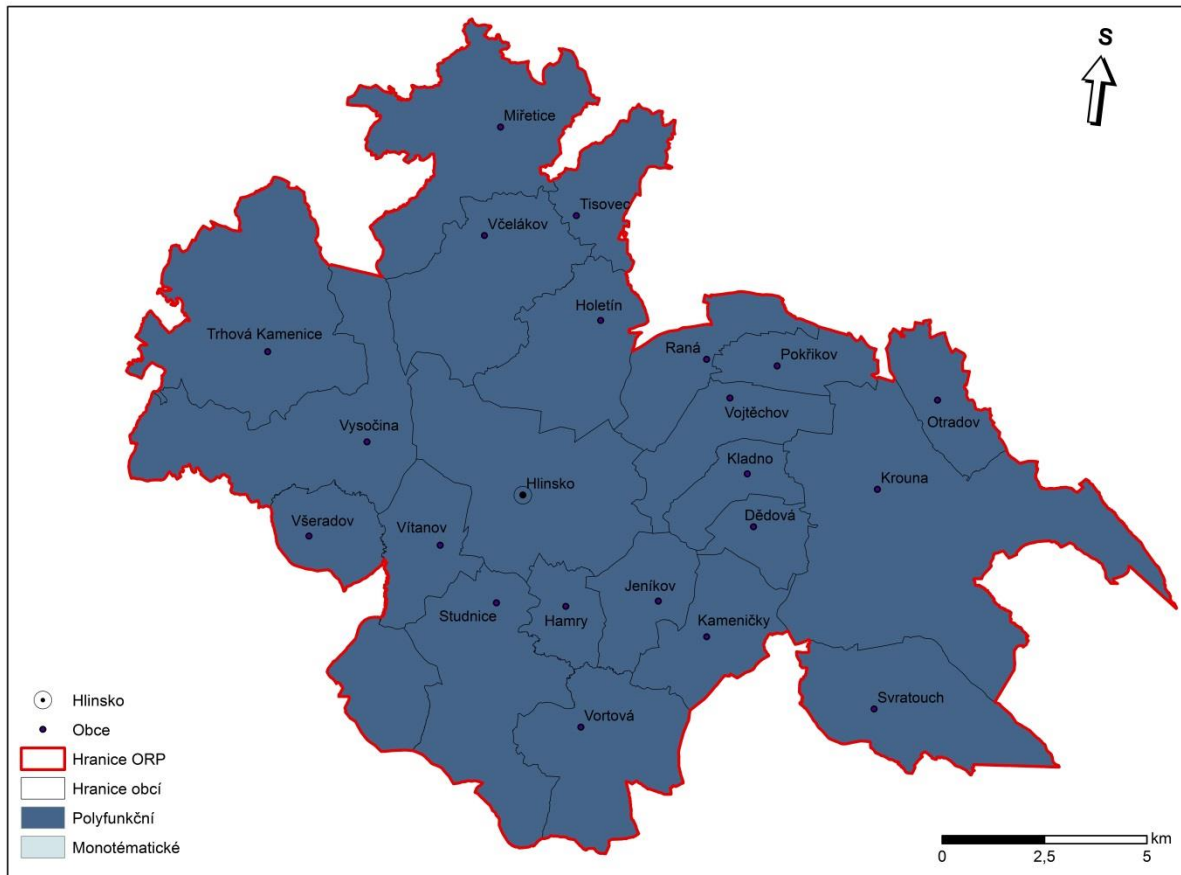 S
Miřetice
Tisovec
Včelákov
Holetín
Trhová Kamenice
Raná
Pokřikov
Vojtěchov
Otradov
Vysočina
Kladno
Krouna
Hlinsko
Všeradov
Vítanov
Dědová
Jeníkov
Studnice
Hamry
Kameničky
Svratouch
Vortová
Hlinsko
Obce
Hranice ORP
Hranice obcí
Polyfunkční
Monotématické
km
0 2,5 5